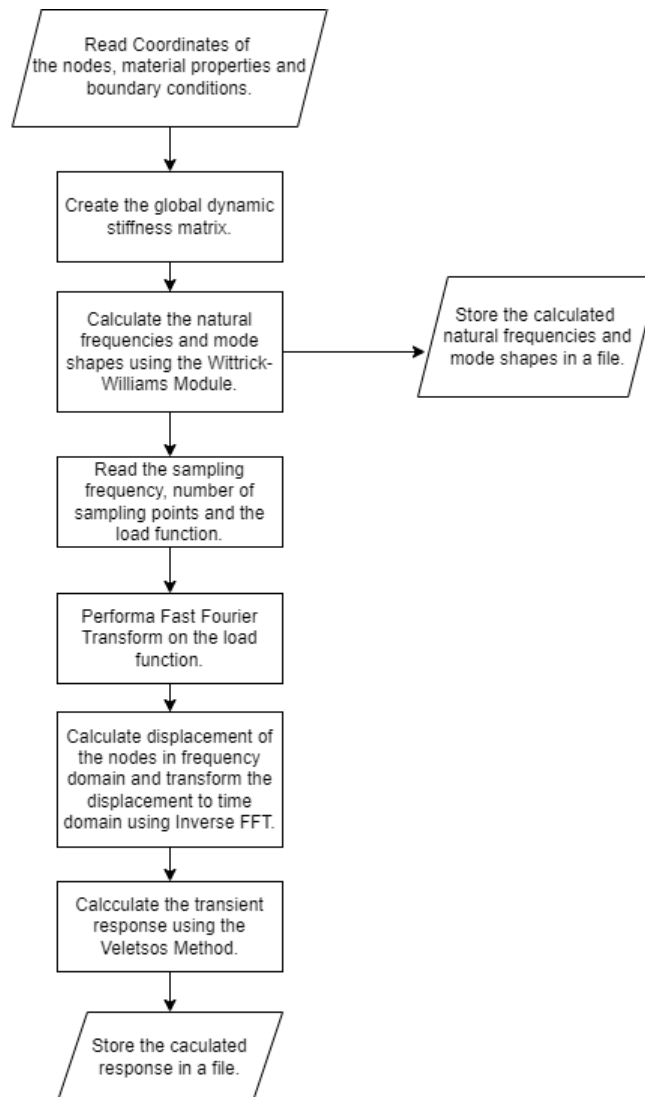 Read Coordinates of
the nodes, material properties and
boundary conditions.
Create the global dynamic
stiffness matrix.
Calculate the natural
frequencies and mode
shapes using the Wittrick-
Williams Module.
Store the calculated
natural frequencies and
mode shapes in a file.
Read the sampling
frequency, number of
sampling points and the
load function.
Performa Fast Fourier
Transform on the load
function.
Calculate displacement of
the nodes in frequency
domain and transform the
displacement to time
domain using Inverse FFT.
Calcculate the transient
response using the
Veletsos Method.
Store the caculated
response in a file.